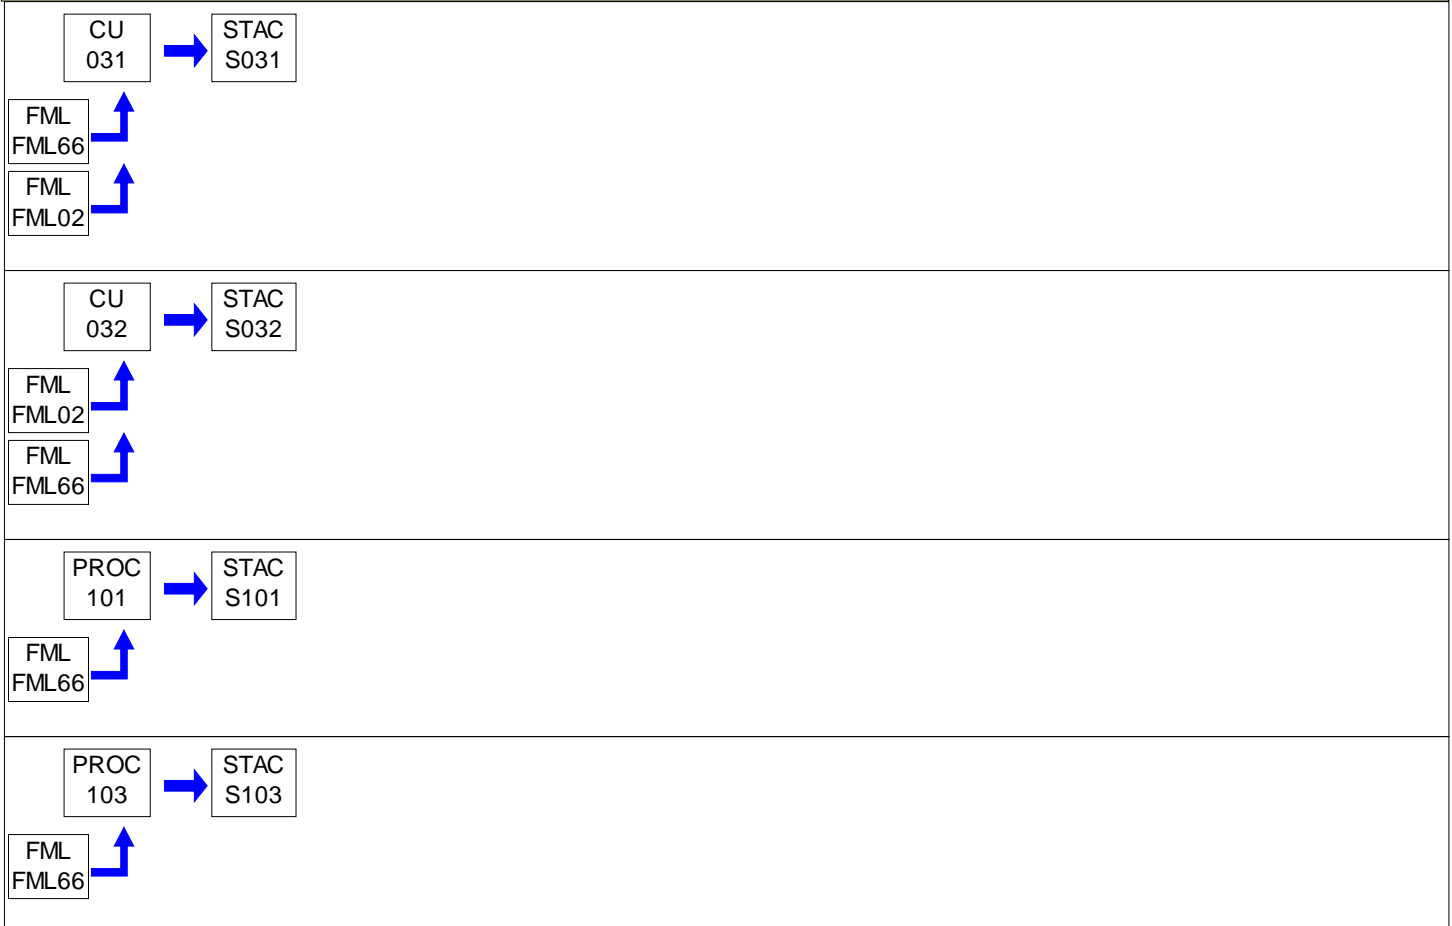 CU
031
STAC
S031
FML
FML66
FML
FML02
CU
032
STAC
S032
FML
FML02
FML
FML66
PROC
101
STAC
S101
FML
FML66
PROC
103
STAC
S103
FML
FML66